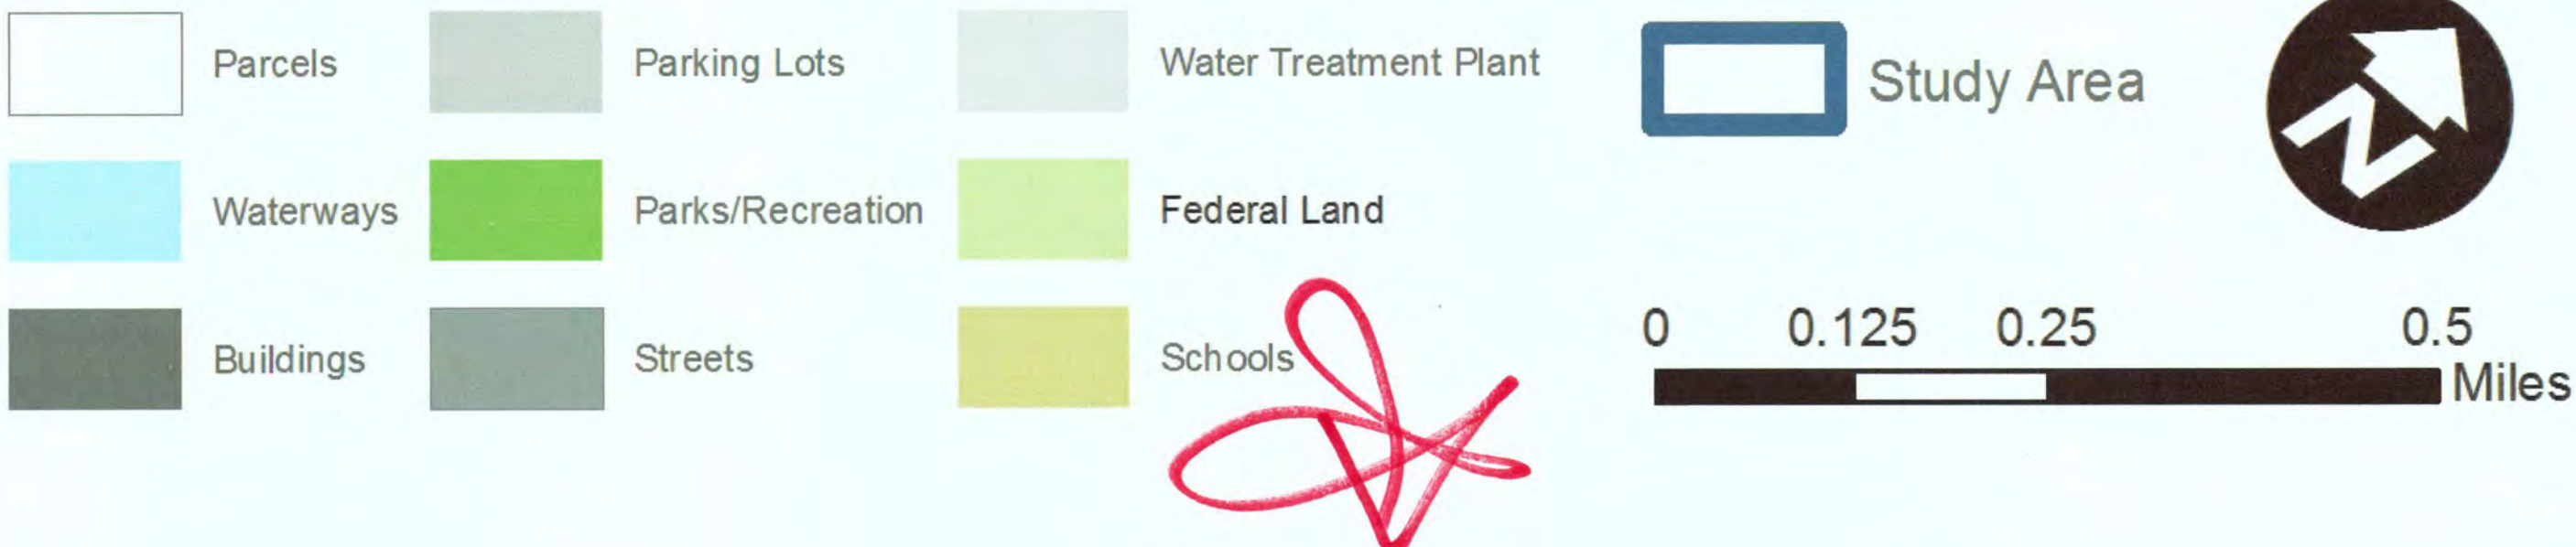 Parcels
Parking Lots
Water Treatment Plant
Study Area
N
Waterways
Parks/Recreation
Federal Land
Buildings
Streets
Schools
0 0.125 0.25 0.5
Miles